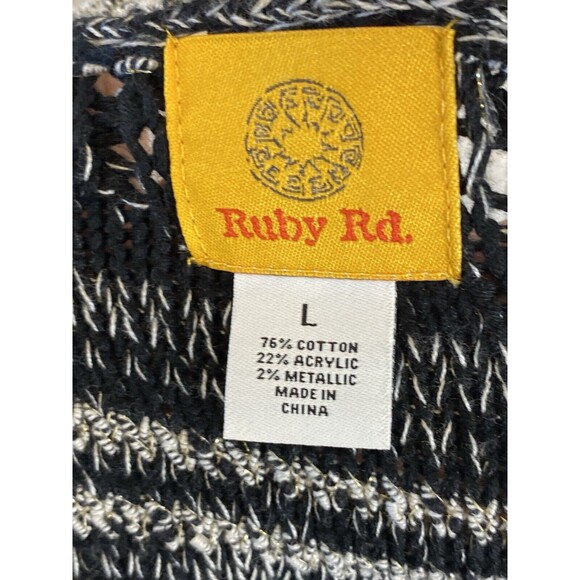 Ruby Rd.
L
76% COTTON
22% ACRYLIC
2% METALLIC
MADE IN
CHINA